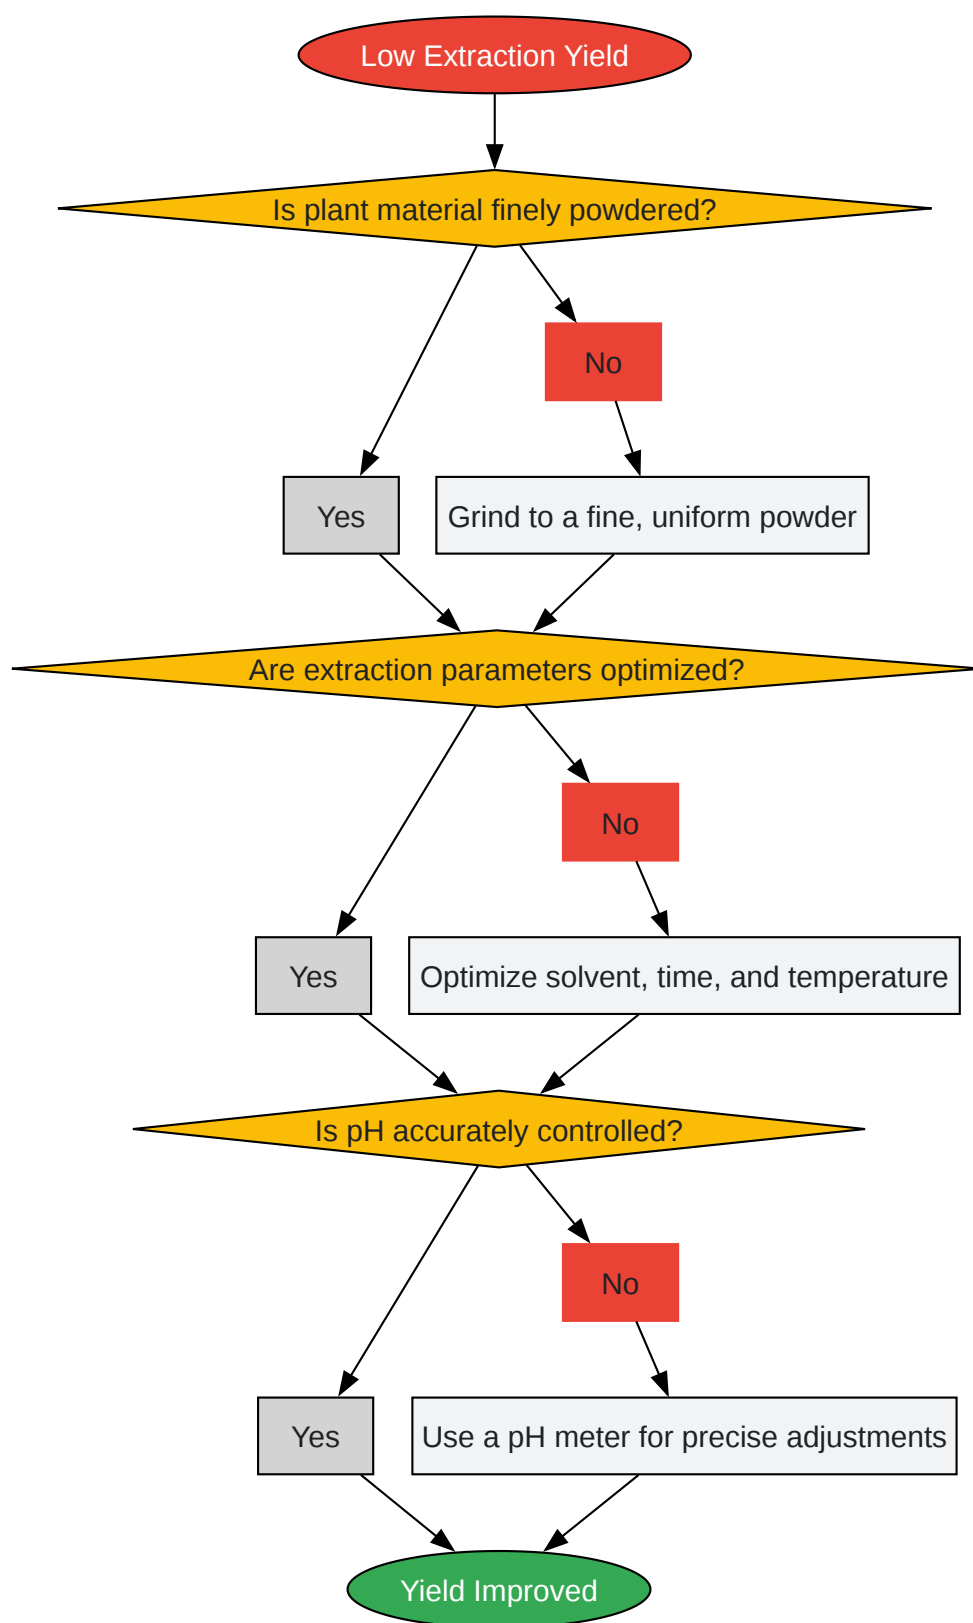 Low Extraction Yield
Is plant material finely powdered?
No
Yes
Grind to a fine, uniform powder
Are extraction parameters optimized?
No
Yes
Optimize solvent, time, and temperature
Is pH accurately controlled?
No
Yes
Use a pH meter for precise adjustments
Yield Improved